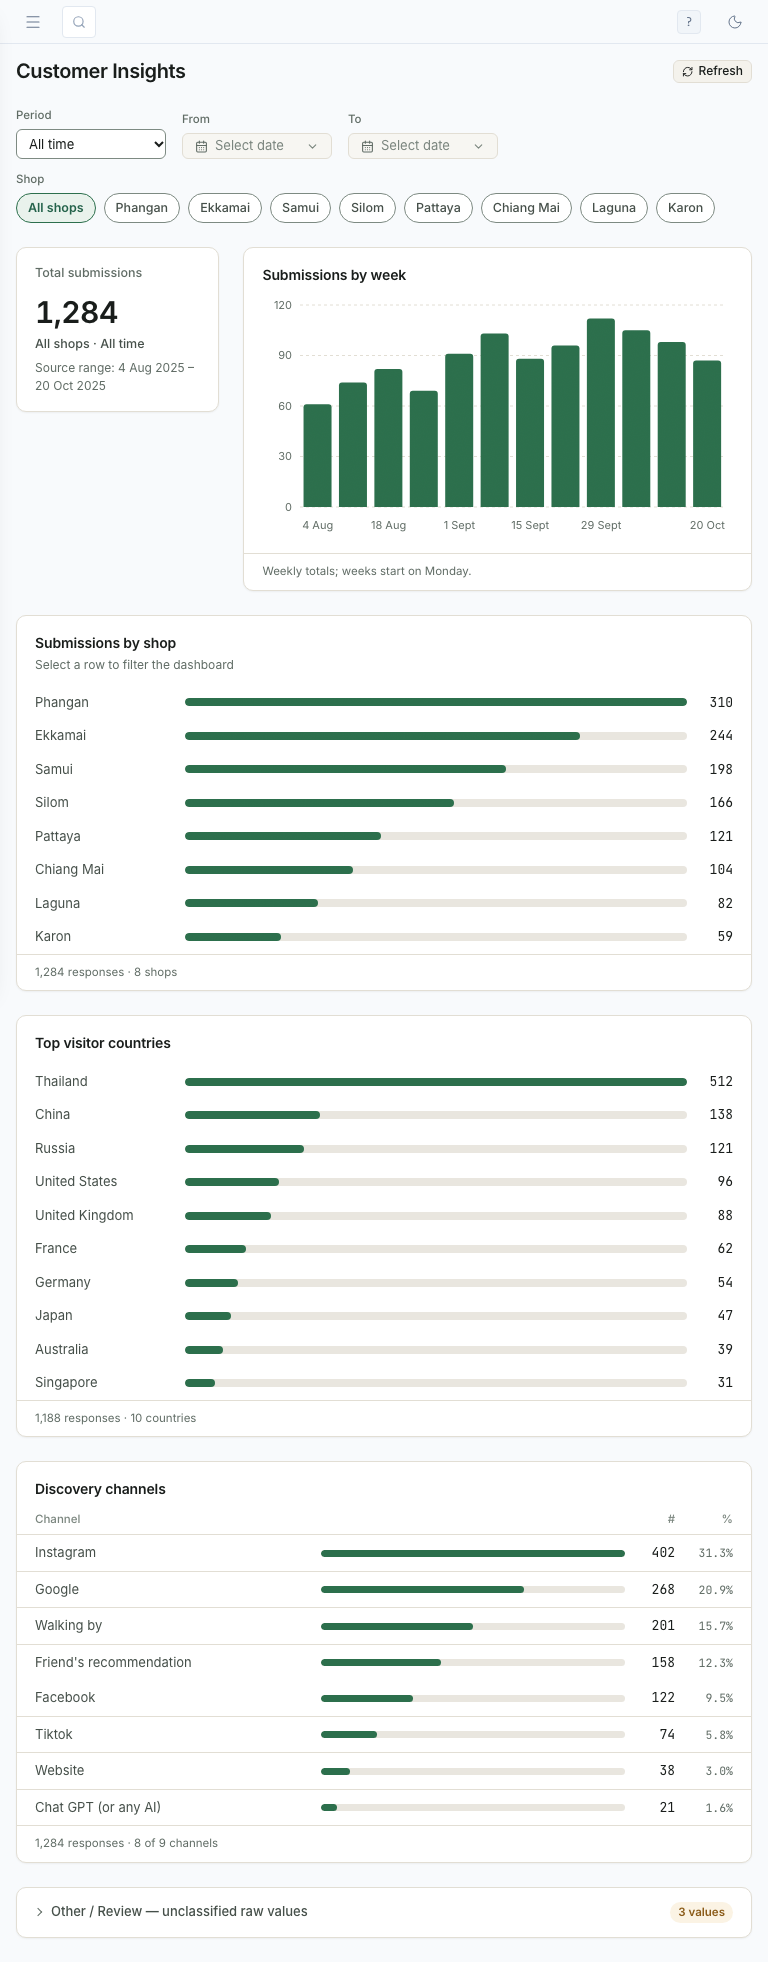 ?
Customer Insights
Refresh
Period
From
To
All time
Select date
Select date
Shop
All shops
Phangan
Ekkamai
Samui
Silom
Pattaya
Chiang Mai
Laguna
Karon
Total submissions
1,284
All shops · All time
Source range: 4 Aug 2025 –
20 Oct 2025
Submissions by week
120
90
60
30
0
4 Aug 18 Aug 1 Sept 15 Sept 29 Sept 20 Oct
Weekly totals; weeks start on Monday.
Submissions by shop
Select a row to filter the dashboard
Phangan 310
Ekkamai 244
Samui 198
Silom 166
Pattaya 121
Chiang Mai 104
Laguna 82
Karon 59
1,284 responses · 8 shops
Top visitor countries
Thailand 512
China 138
Russia 121
United States 96
United Kingdom 88
France 62
Germany 54
Japan 47
Australia 39
Singapore 31
1,188 responses · 10 countries
Discovery channels
Channel # %
Instagram 402 31.3%
Google 268 20.9%
Walking by 201 15.7%
Friend's recommendation 158 12.3%
Facebook 122 9.5%
Tiktok 74 5.8%
Website 38 3.0%
Chat GPT (or any AI) 21 1.6%
1,284 responses · 8 of 9 channels
Other / Review — unclassified raw values
3 values